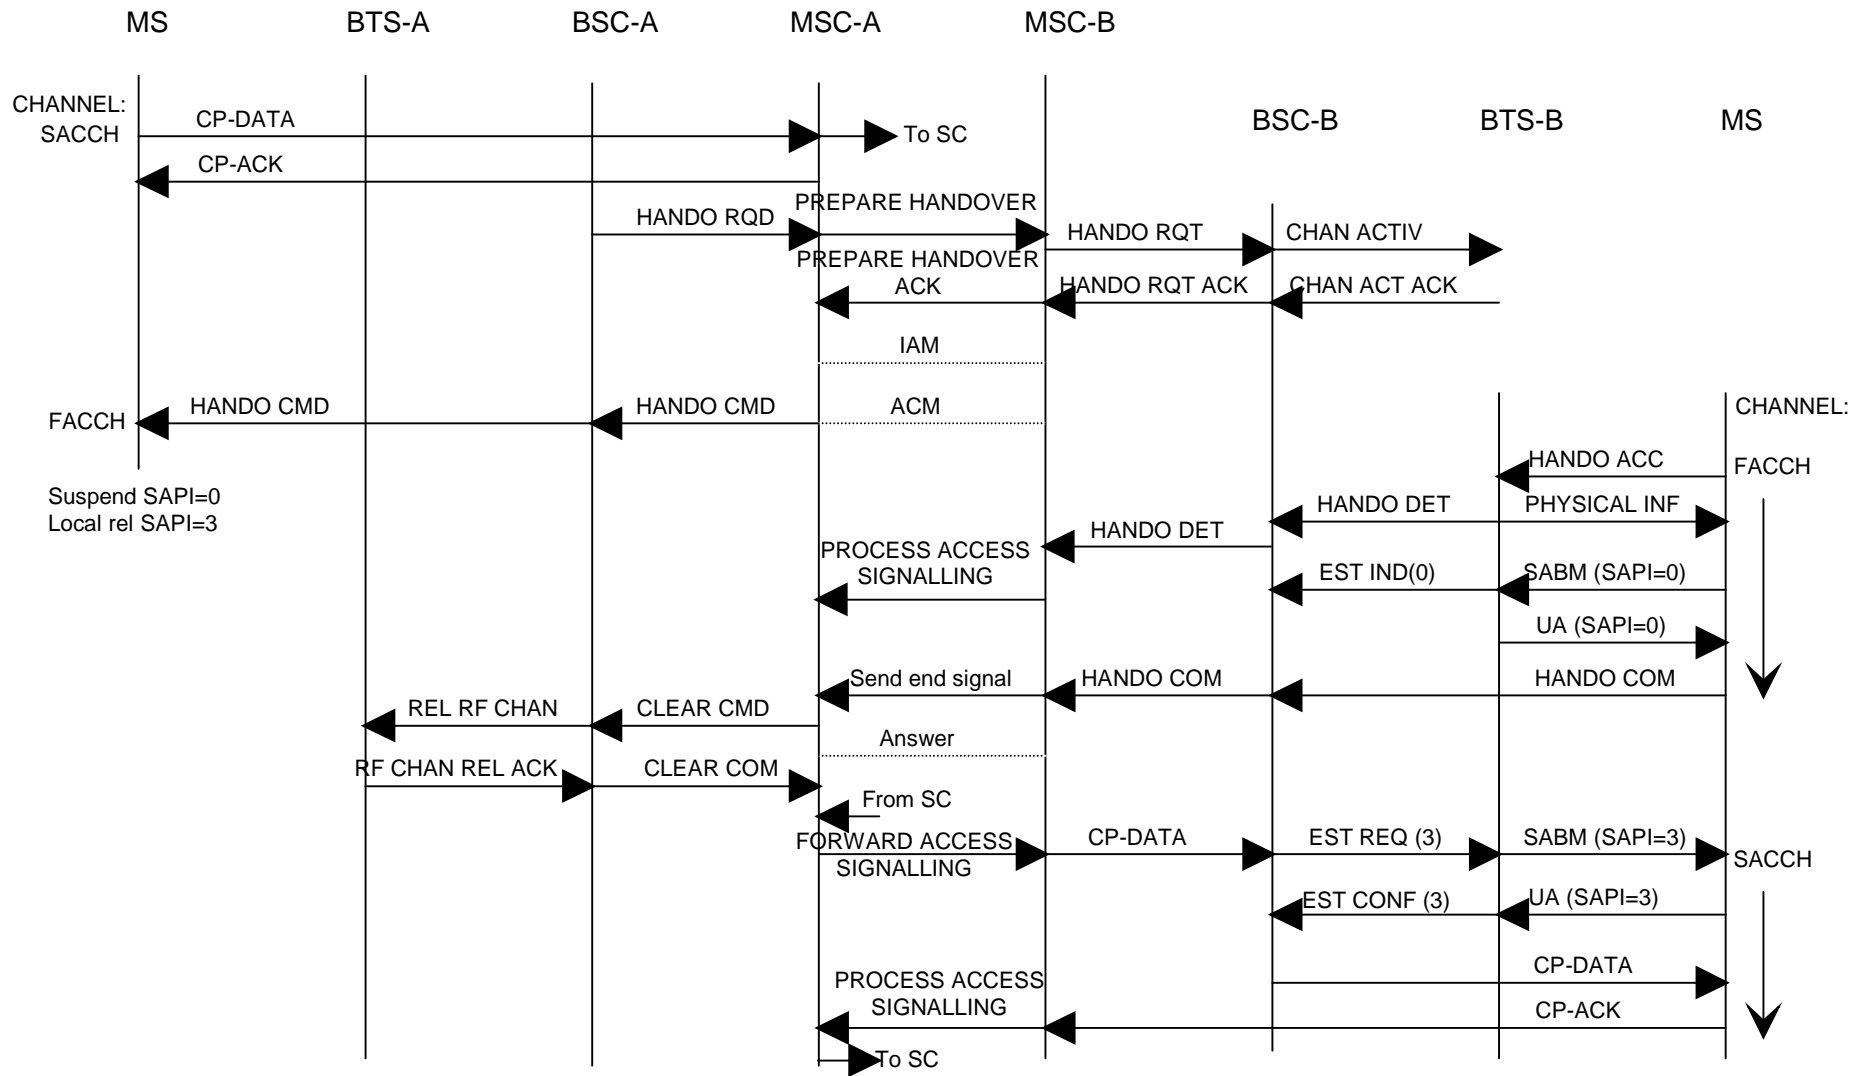 MS BTS-A BSC-A MSC-A MSC-B
CHANNEL:
SACCH CP-DATA To SC
BSC-B BTS-B MS
CP-ACK
PREPARE HANDOVER
HANDO RQD
HANDO RQT CHAN ACTIV
PREPARE HANDOVER
ACK HANDO RQT ACK CHAN ACT ACK
IAM
FACCH HANDO CMD HANDO CMD ACM CHANNEL:
HANDO ACC FACCH
Suspend SAPI=0
Local rel SAPI=3
HANDO DET PHYSICAL INF
HANDO DET
PROCESS ACCESS
SIGNALLING
EST IND(0) SABM (SAPI=0)
UA (SAPI=0)
Send end signal HANDO COM HANDO COM
REL RF CHAN CLEAR CMD
Answer
RF CHAN REL ACK CLEAR COM
From SC
FORWARD ACCESS
SIGNALLING
CP-DATA EST REQ (3) SABM (SAPI=3)
SACCH
EST CONF (3) UA (SAPI=3)
CP-DATA
PROCESS ACCESS
SIGNALLING
CP-ACK
To SC